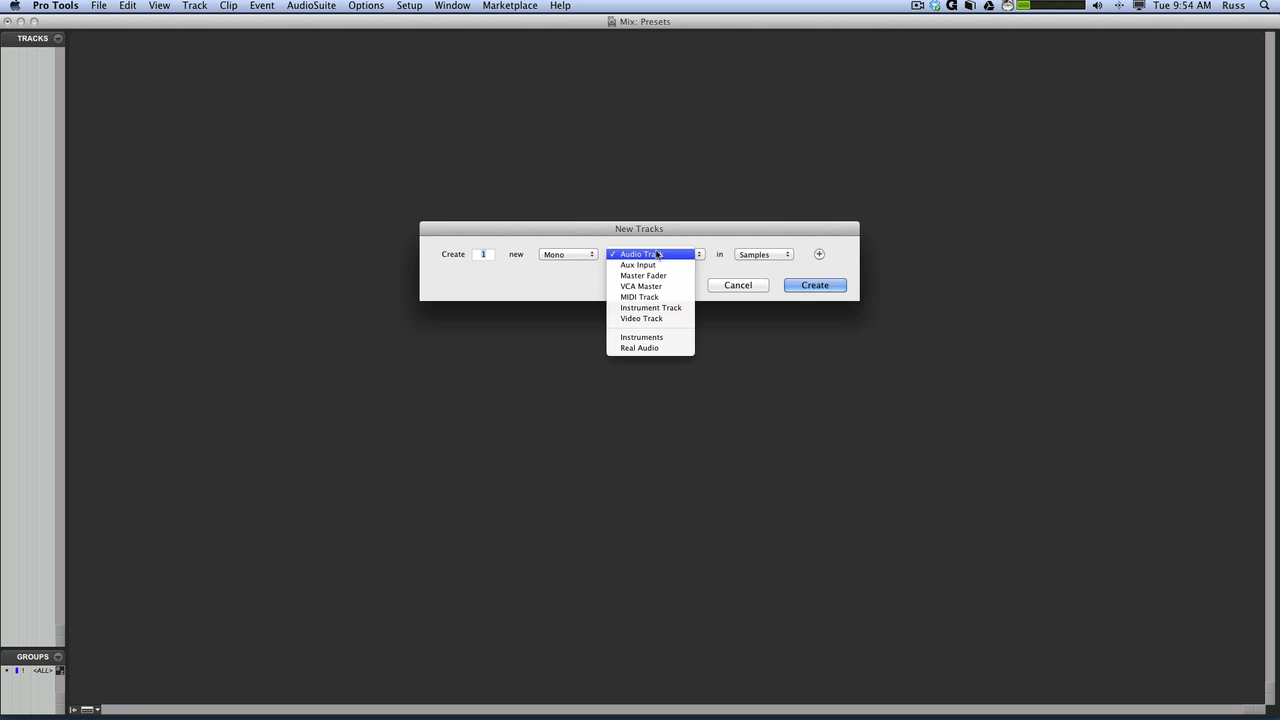 Pro Tools File Edit View Track Clip Event AudioSuite Options Setup Window Marketplace Help Tue 9:54 AM Russ
Mix: Presets
TRACKS
New Tracks
Create 1 new Mono ✓ Audio Track in Samples
Aux Input
Master Fader
VCA Master
Cancel Create
MIDI Track
Instrument Track
Video Track
Instruments
Real Audio
GROUPS
! <ALL>